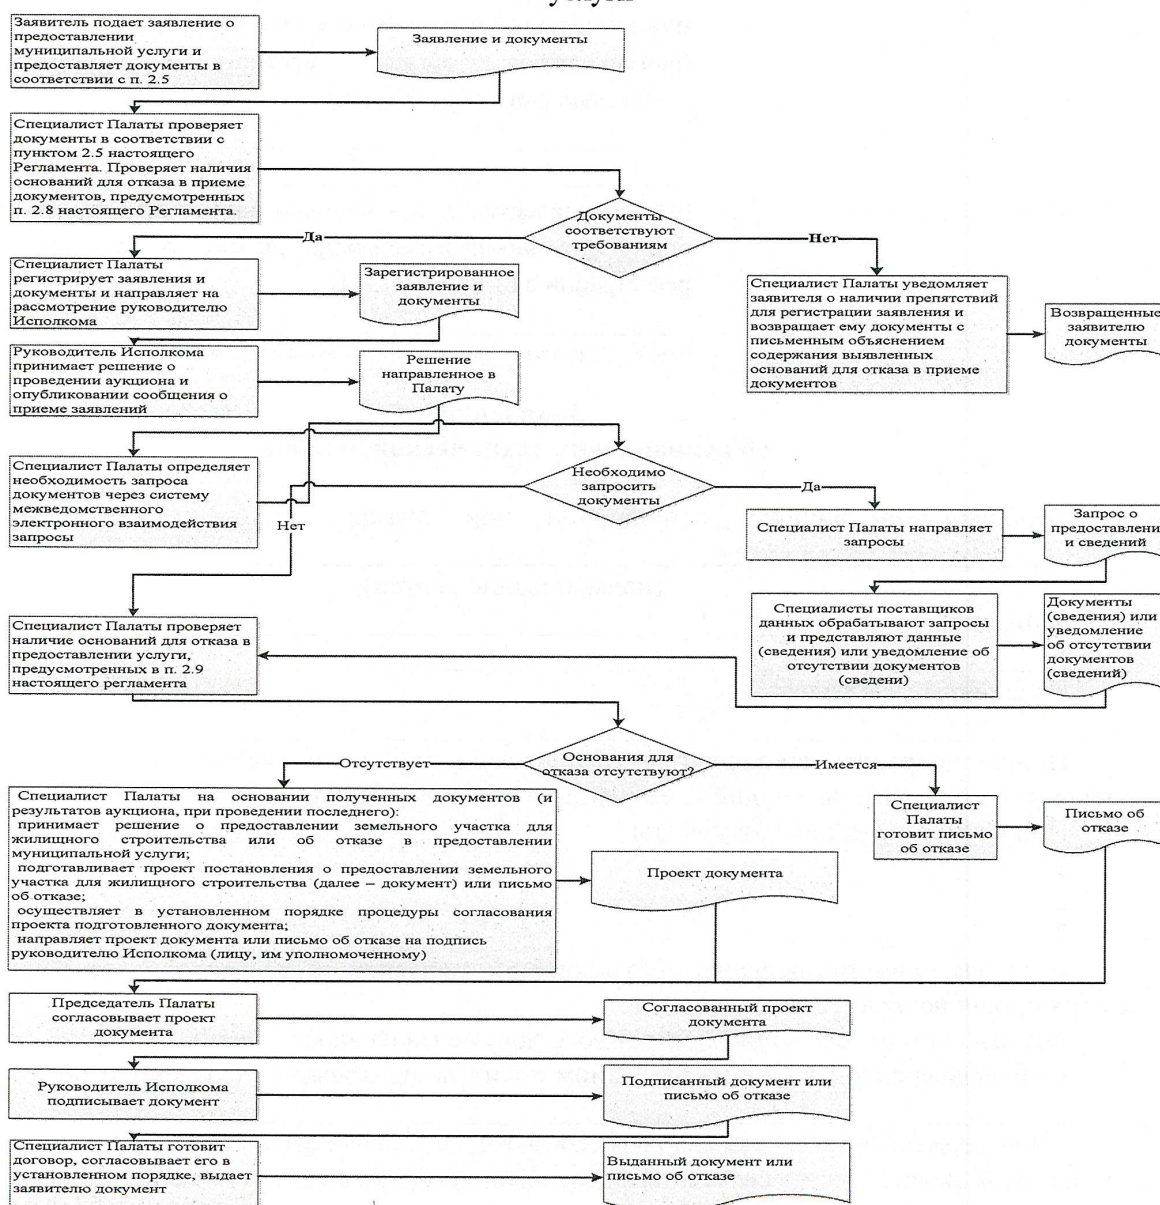 услуги
Заявитель подает заявление о
предоставлении
муниципальной услуги и
предоставляет документы в
соответствии с п. 2.5
Заявление и документы
Специалист Палаты проверяет
документы в соответствии с
пунктом 2.5 настоящего
Регламента. Проверяет наличия
оснований для отказа в приеме
документов, предусмотренных
п. 2.8 настоящего Регламента.
Документы
соответствуют
требованиям
Да
Нет
Специалист Палаты
регистрирует заявления и
документы и направляет на
рассмотрение руководителю
Исполкома
Зарегистрированное
заявление и
документы
Специалист Палаты уведомляет
заявителя о наличии препятствий
для регистрации заявления и
возвращает ему документы с
письменным объяснением
содержания выявленных
оснований для отказа в приеме
документов
Возвращенные
заявителю
документы
Руководитель Исполкома
принимает решение о
проведении аукциона и
опубликовании сообщения о
приеме заявлений
Решение
направленное в
Палату
Специалист Палаты определяет
необходимость запроса
документов через систему
межведомственного
электронного взаимодействия
запросы
Необходимо
запросить
документы
Нет
Да
Специалист Палаты направляет
запросы
Запрос о
предоставлени
и сведений
Специалисты поставщиков
данных обрабатывают запросы
и представляют данные
(сведения) или уведомление об
отсутствии документов
(сведени)
Документы
(сведения) или
уведомление
об отсутствии
документов
(сведений)
Специалист Палаты проверяет
наличие оснований для отказа в
предоставлении услуги,
предусмотренных в п. 2.9
настоящего регламента
Основания для
отказа отсутствуют?
Отсутствует
Имеется
Специалист Палаты на основании полученных документов (и
результатов аукциона, при проведении последнего):
принимает решение о предоставлении земельного участка для
жилищного строительства или об отказе в предоставлении
муниципальной услуги;
подготавливает проект постановления о предоставлении земельного
участка для жилищного строительства (далее – документ) или письмо
об отказе;
осуществляет в установленном порядке процедуры согласования
проекта подготовленного документа;
направляет проект документа или письмо об отказе на подпись
руководителю Исполкома (лицу, им уполномоченному)
Проект документа
Специалист
Палаты
готовит письмо
об отказе
Письмо об
отказе
Председатель Палаты
согласовывает проект
документа
Согласованный проект
документа
Руководитель Исполкома
подписывает документ
Подписанный документ или
письмо об отказе
Специалист Палаты готовит
договор, согласовывает его в
установленном порядке, выдает
заявителю документ
Выданный документ или
письмо об отказе